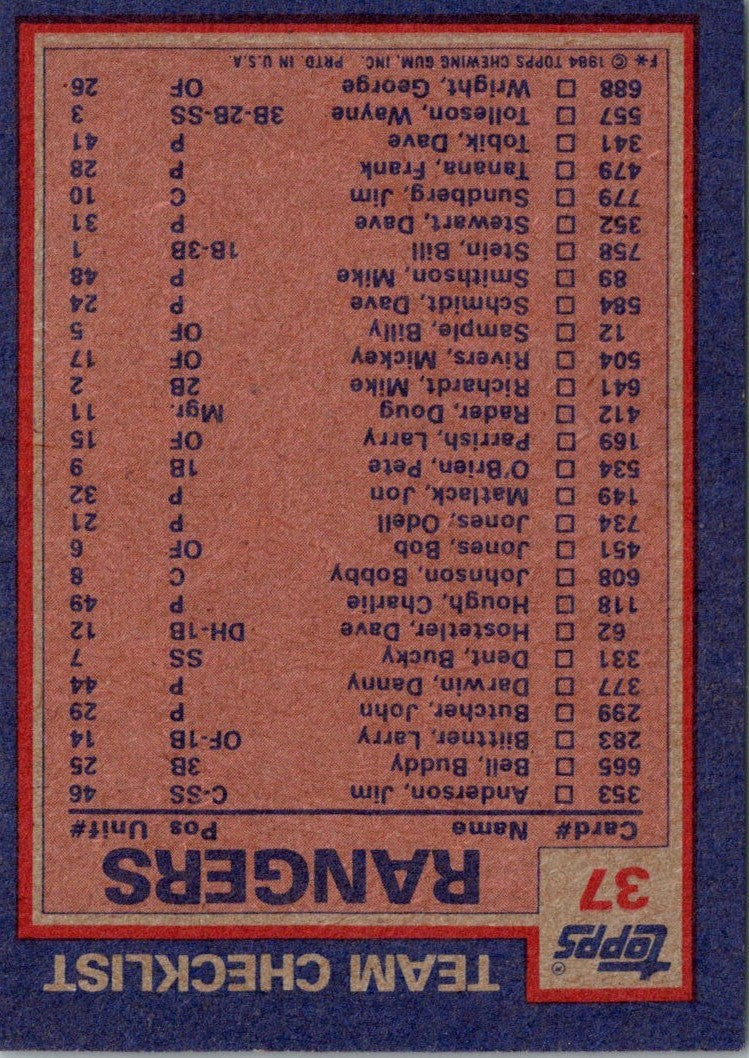 TEAM CHECKLIST
topps®
37
RANGERS
Card# Name Pos Unif#
353 □ Anderson, Jim C-SS 46
665 □ Bell, Buddy 3B 25
283 □ Biittner, Larry OF-1B 14
299 □ Butcher, John P 29
377 □ Darwin, Danny P 44
331 □ Dent, Bucky SS 7
62 □ Hostetler, Dave DH-1B 12
118 □ Hough, Charlie P 49
608 □ Johnson, Bobby C 8
451 □ Jones, Bob OF 6
734 □ Jones, Odell P 21
149 □ Matlack, Jon P 32
534 □ O'Brien, Pete 1B 9
169 □ Parrish, Larry OF 15
412 □ Rader, Doug Mgr. 11
641 □ Richardt, Mike 2B 2
504 □ Rivers, Mickey OF 17
12 □ Sample, Billy OF 5
584 □ Schmidt, Dave P 24
89 □ Smithson, Mike P 48
758 □ Stein, Bill 1B-3B 1
352 □ Stewart, Dave P 31
779 □ Sundberg, Jim C 10
479 □ Tanana, Frank P 28
341 □ Tobik, Dave P 41
557 □ Tolleson, Wayne 3B-2B-SS 3
688 □ Wright, George OF 26
F* © 1984 TOPPS CHEWING GUM, INC. PRTD. IN U.S.A.